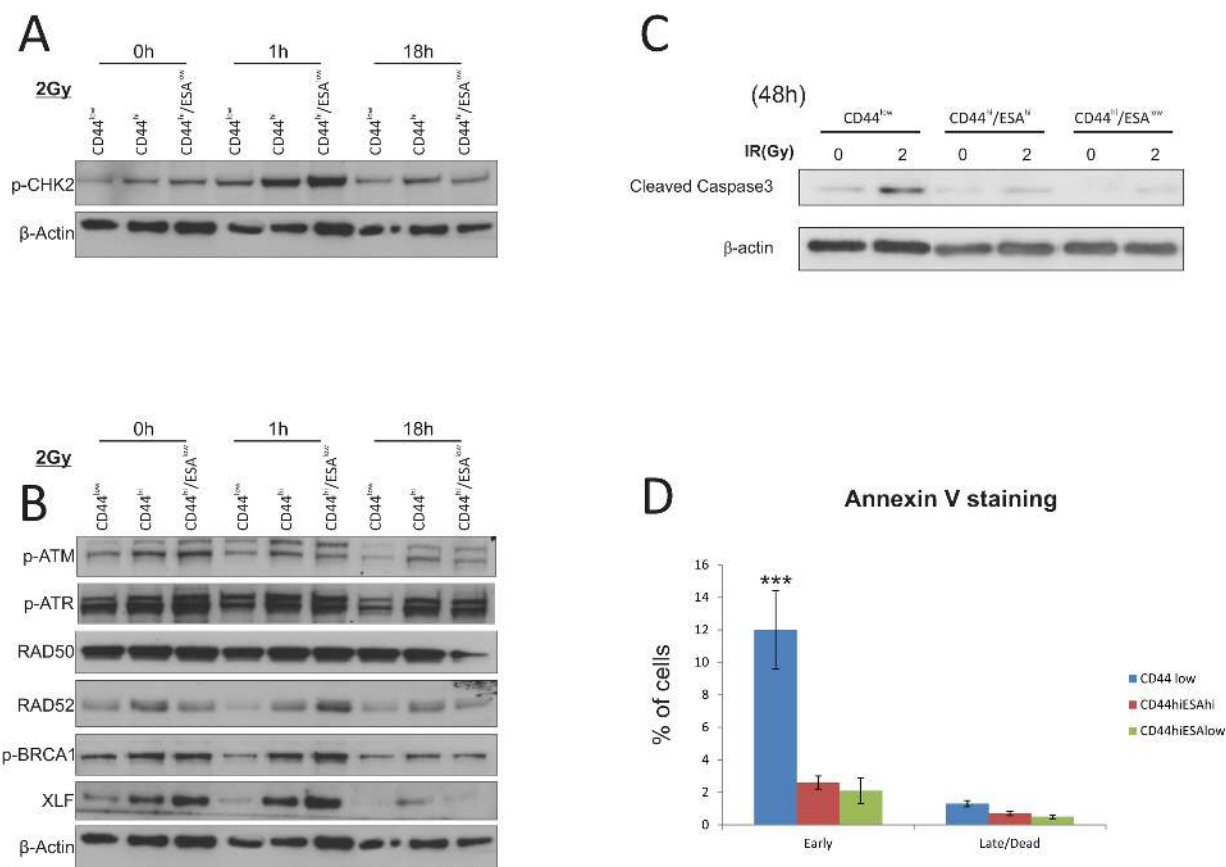 A
0h 1h 18h
2Gy
CD44low CD44hi CD44hi/ESAlow CD44low CD44hi CD44hi/ESAlow CD44low CD44hi CD44hi/ESAlow
p-CHK2
β-Actin
C
(48h)
CD44low CD44hi/ESAhi CD44hi/ESAlow
IR(Gy) 0 2 0 2 0 2
Cleaved Caspase3
β-actin
B
0h 1h 18h
2Gy
CD44low CD44hi CD44hi/ESAlow CD44low CD44hi CD44hi/ESAlow CD44low CD44hi CD44hi/ESAlow
p-ATM
p-ATR
RAD50
RAD52
p-BRCA1
XLF
β-Actin
D
Annexin V staining
% of cells
16
14
12
10
8
6
4
2
0
***
Early Late/Dead
CD44 low
CD44hiESAhi
CD44hiESAlow